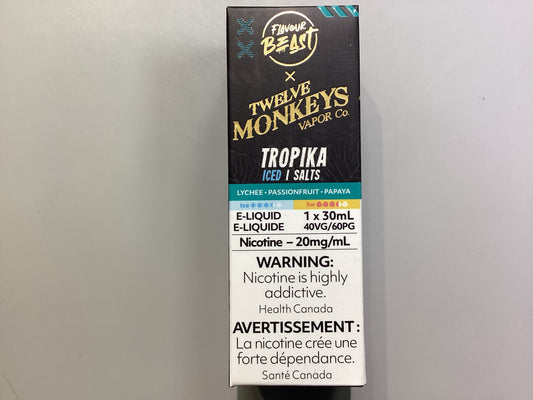 FLAVOUR
BEAST
X
TWELVE
MONKEYS
VAPOR Co.
TROPIKA
ICED | SALTS
LYCHEE • PASSIONFRUIT • PAPAYA
Ice
E-LIQUID 1 x 30mL
E-LIQUIDE 40VG/60PG
Nicotine – 20mg/mL
WARNING:
Nicotine is highly
addictive.
Health Canada
AVERTISSEMENT :
La nicotine crée une
forte dépendance.
Santé Canada